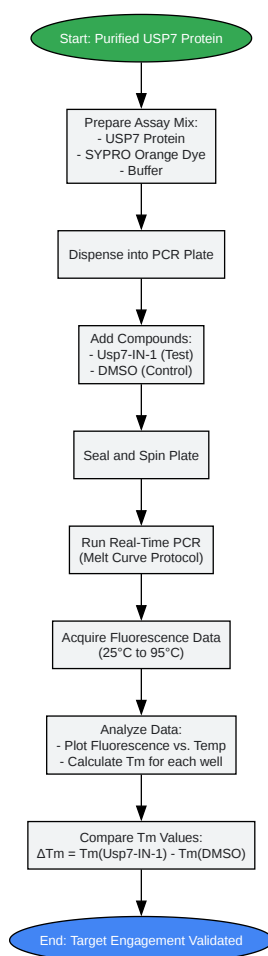 Start: Purified USP7 Protein
Prepare Assay Mix:
- USP7 Protein
- SYPRO Orange Dye
- Buffer
Dispense into PCR Plate
Add Compounds:
- Usp7-IN-1 (Test)
- DMSO (Control)
Seal and Spin Plate
Run Real-Time PCR
(Melt Curve Protocol)
Acquire Fluorescence Data
(25°C to 95°C)
Analyze Data:
- Plot Fluorescence vs. Temp
- Calculate Tm for each well
Compare Tm Values:
ΔTm = Tm(Usp7-IN-1) - Tm(DMSO)
End: Target Engagement Validated